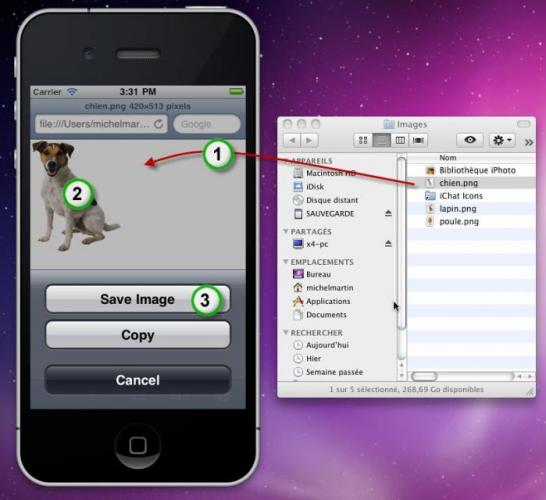 Carrier 3:31 PM
chien.png 420×513 pixels
file:///Users/michelmar...
Google
1
2
Save Image
3
Copy
Cancel
Images
Nom
APPAREILS
Macintosh HD
iDisk
Disque distant
SAUVEGARDE
PARTAGÉS
x4-pc
EMPLACEMENTS
Bureau
michelmartin
Applications
Documents
RECHERCHER
Aujourd'hui
Hier
Semaine passée
Bibliothèque iPhoto
chien.png
iChat Icons
lapin.png
poule.png
1 sur 5 sélectionné, 268,69 Go disponibles